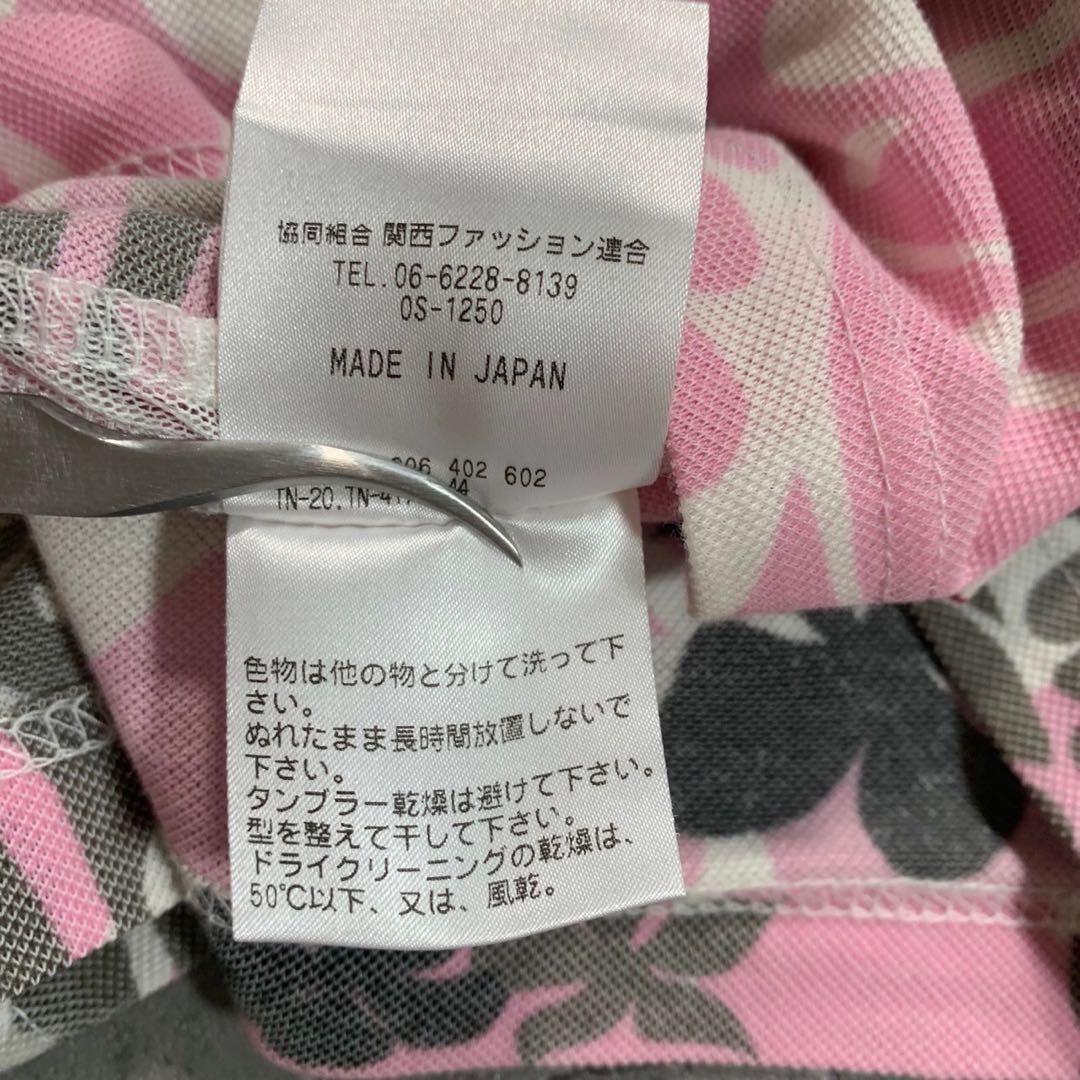 協同組合 関西ファッション連合
TEL.06-6228-8139
OS-1250
MADE IN JAPAN
402 602
TN-20.TN-
色物は他の物と分けて洗って下
さい。
ぬれたまま長時間放置しないで
下さい。
タンブラー乾燥は避けて下さい。
型を整えて干して下さい。
ドライクリーニングの乾燥は、
50℃以下、又は、風乾。